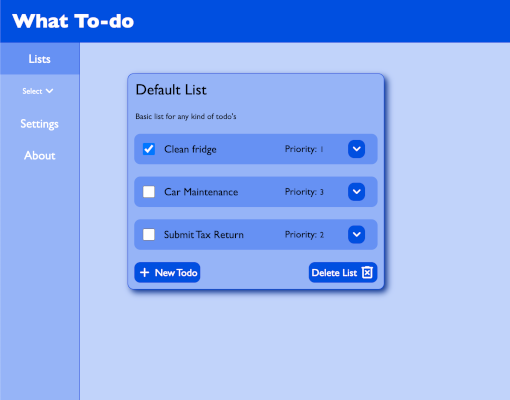 What To-do
Lists
Select
Settings
About
Default List
Basic list for any kind of todo's
Clean fridge Priority: 1
Car Maintenance Priority: 3
Submit Tax Return Priority: 2
New Todo Delete List